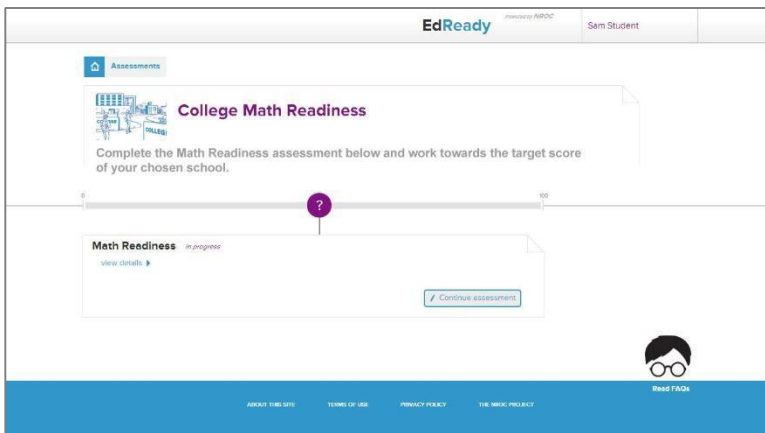 EdReady
Powered by NROC
Sam Student
Assessments
COLLEGE
College Math Readiness
Complete the Math Readiness assessment below and work towards the target score
of your chosen school.
0
100
?
Math Readiness in progress
view details
Continue assessment
Read FAQs
ABOUT THIS SITE TERMS OF USE PRIVACY POLICY THE NROC PROJECT